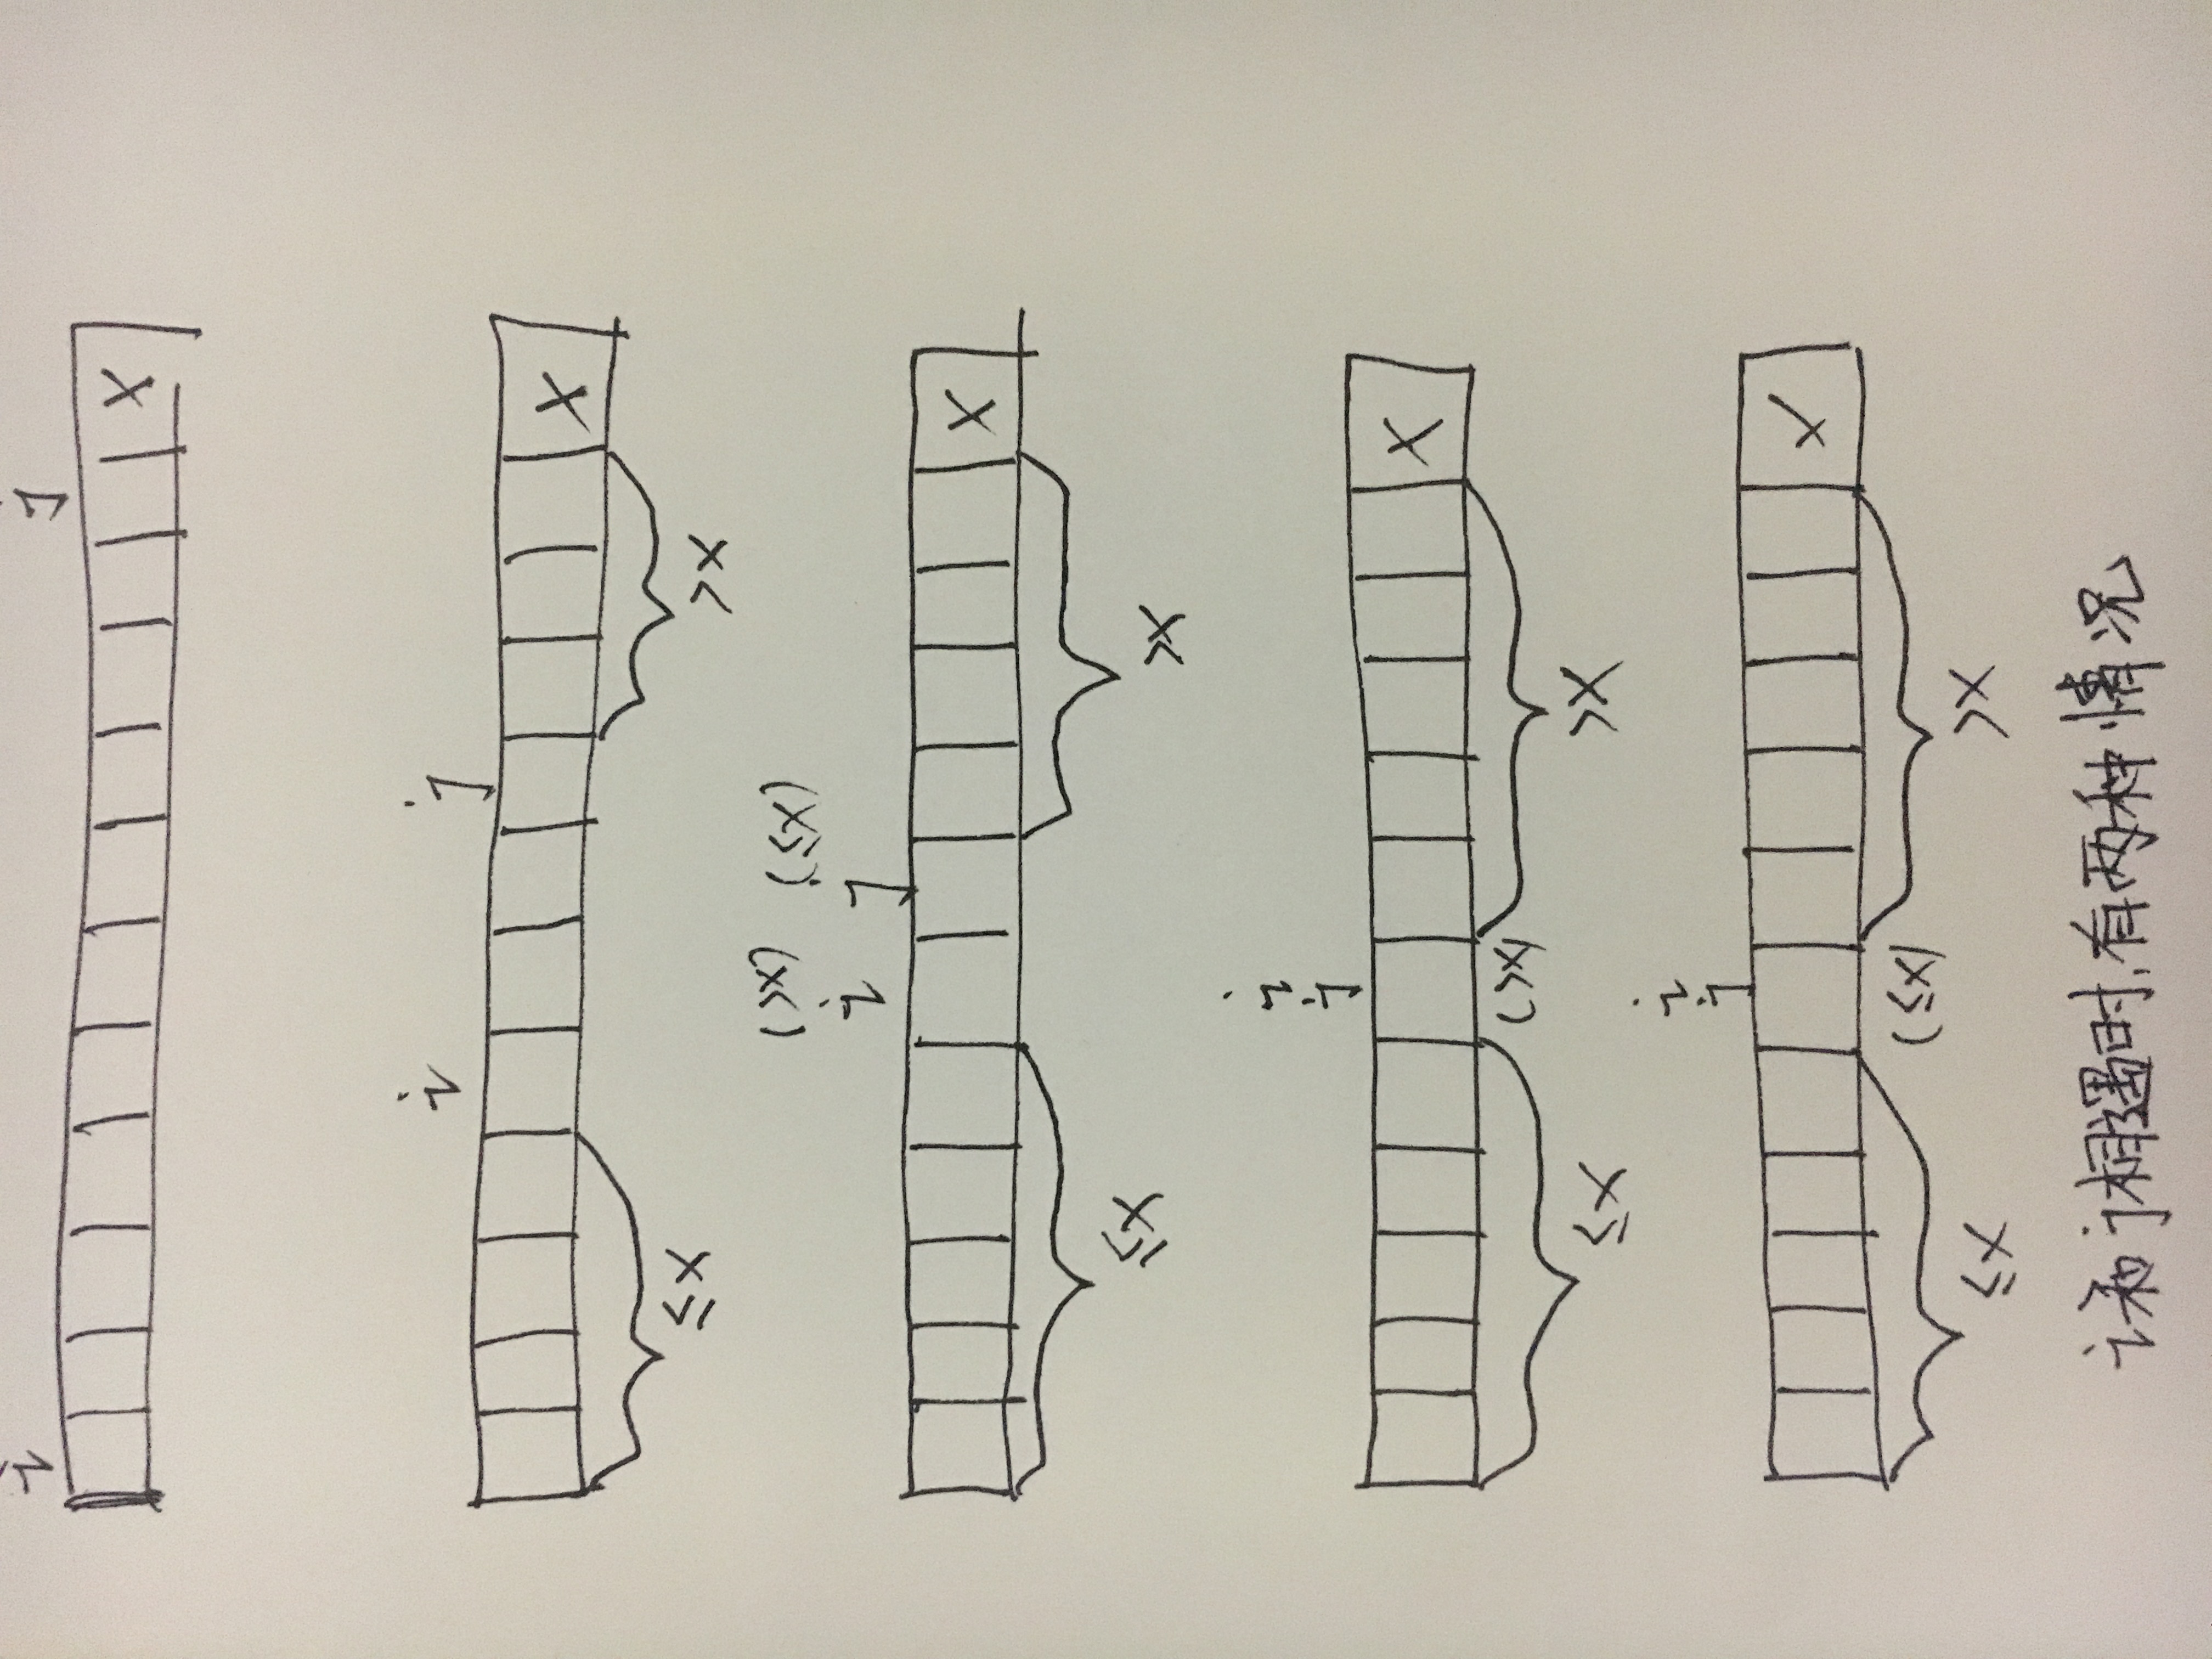 i j
x
i j
x
≤x >x
(>x) (≤x)
i j
x
≤x >x
i
j
x
(>x)
≤x >x
i
j
x
(≤x)
≤x >x
i和j相遇时,有两种情况